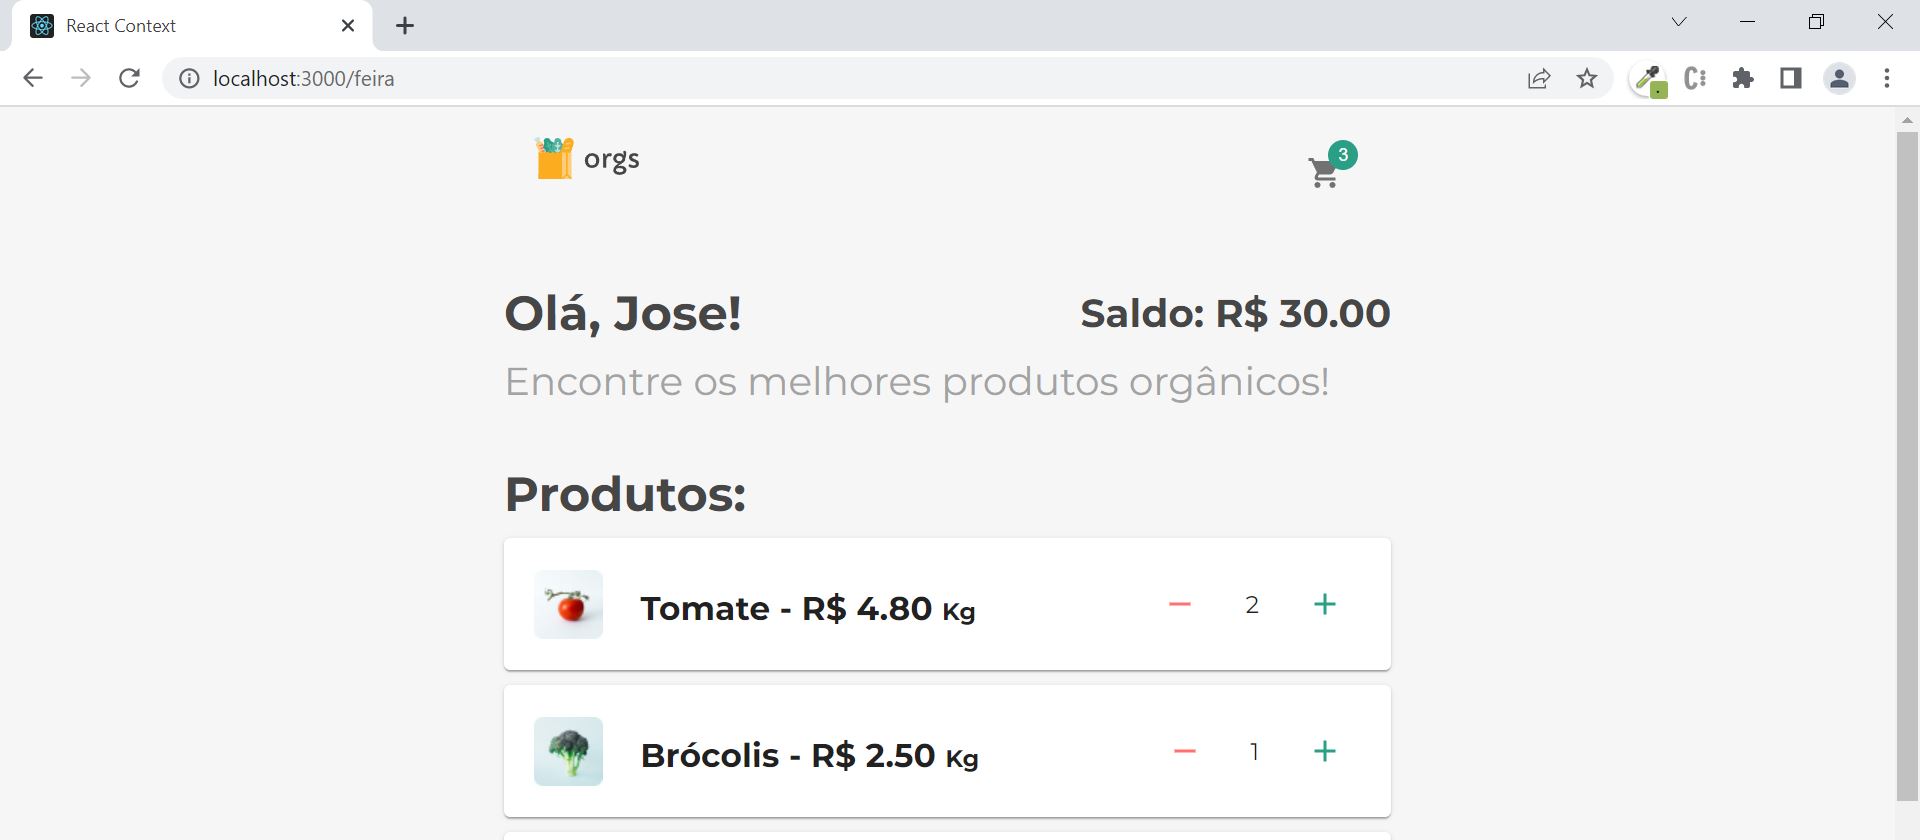 React Context
localhost:3000/feira
orgs
3
Olá, Jose!
Saldo: R$ 30.00
Encontre os melhores produtos orgânicos!
Produtos:
Tomate - R$ 4.80 Kg
2
Brócolis - R$ 2.50 Kg
1